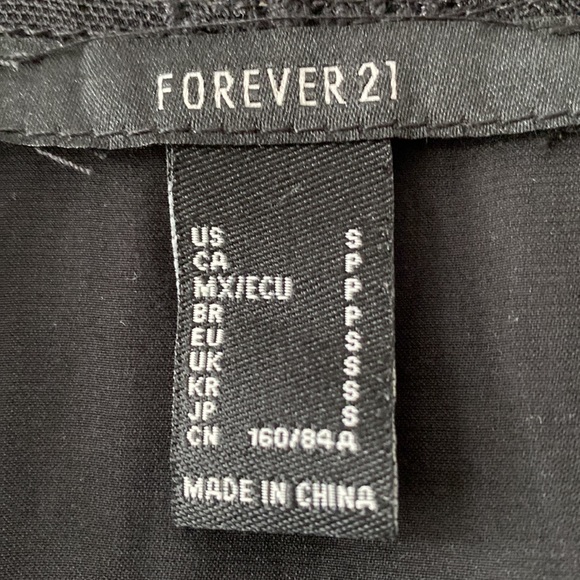 FOREVER 21
US S
CA P
MX/ECU P
BR P
EU S
UK S
KR S
JP S
CN 160/84A
MADE IN CHINA